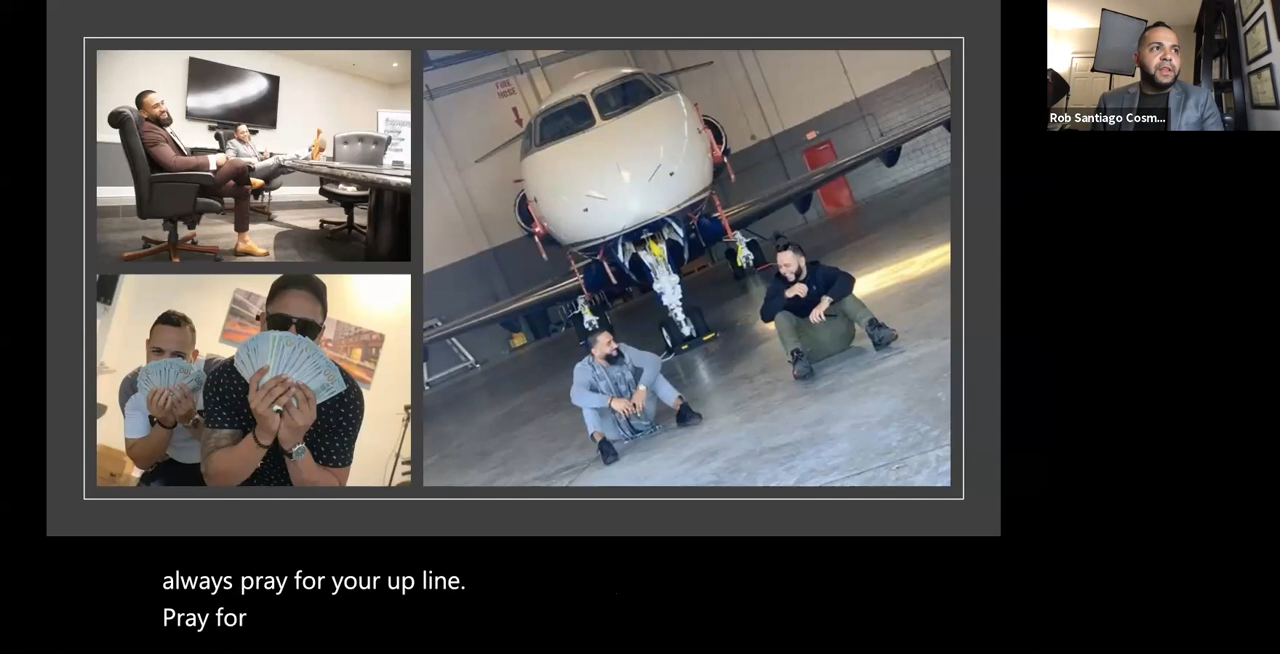 FIRE
HOSE
Rob Santiago Cosm...
always pray for your up line.
Pray for